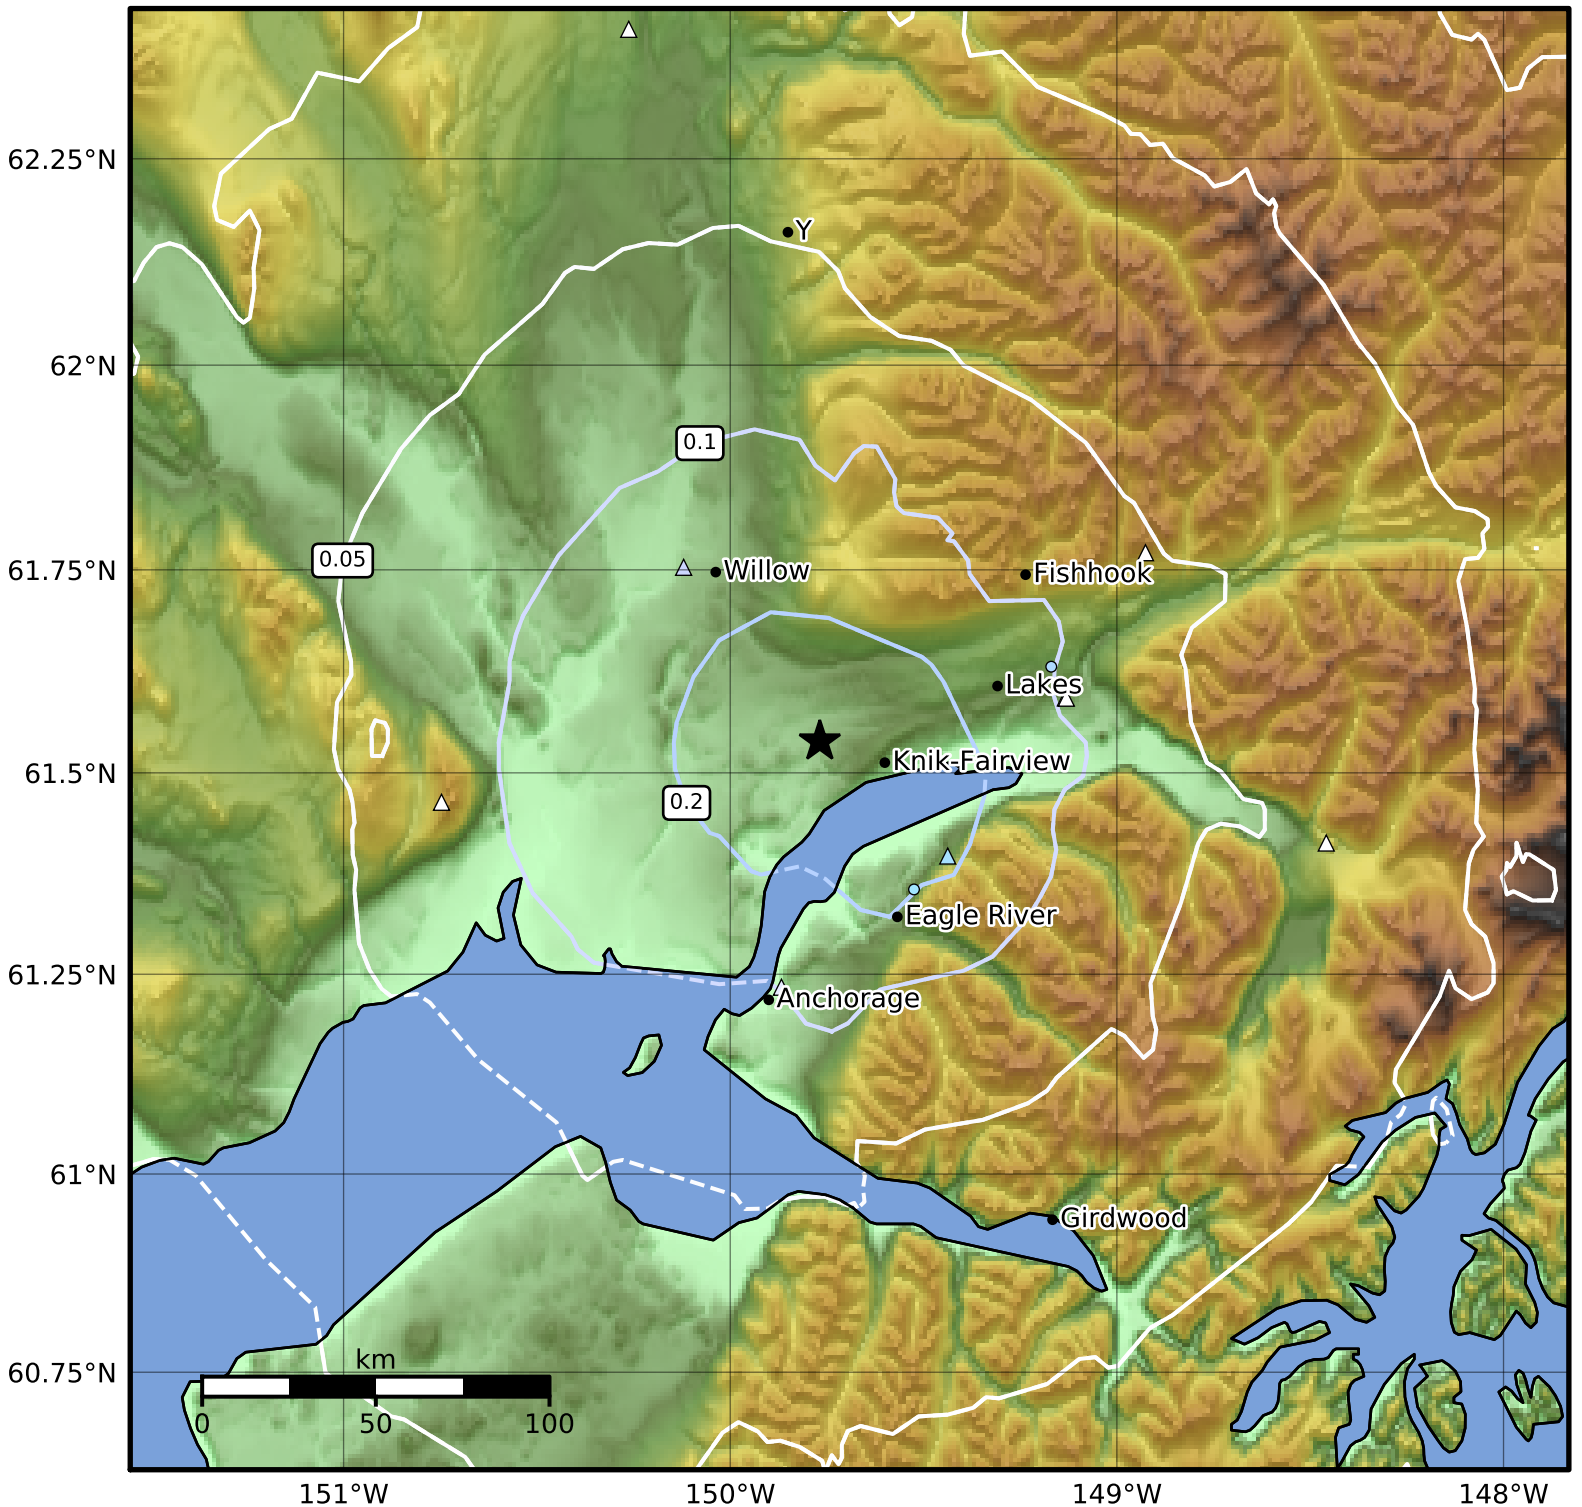 62.25°N
Y
62°N
0.1
0.05
61.75°N
Willow
Fishhook
Lakes
Knik-Fairview
61.5°N
0.2
Eagle River
61.25°N
Anchorage
61°N
Girdwood
km
60.75°N
0 50 100
151°W 150°W 149°W 148°W